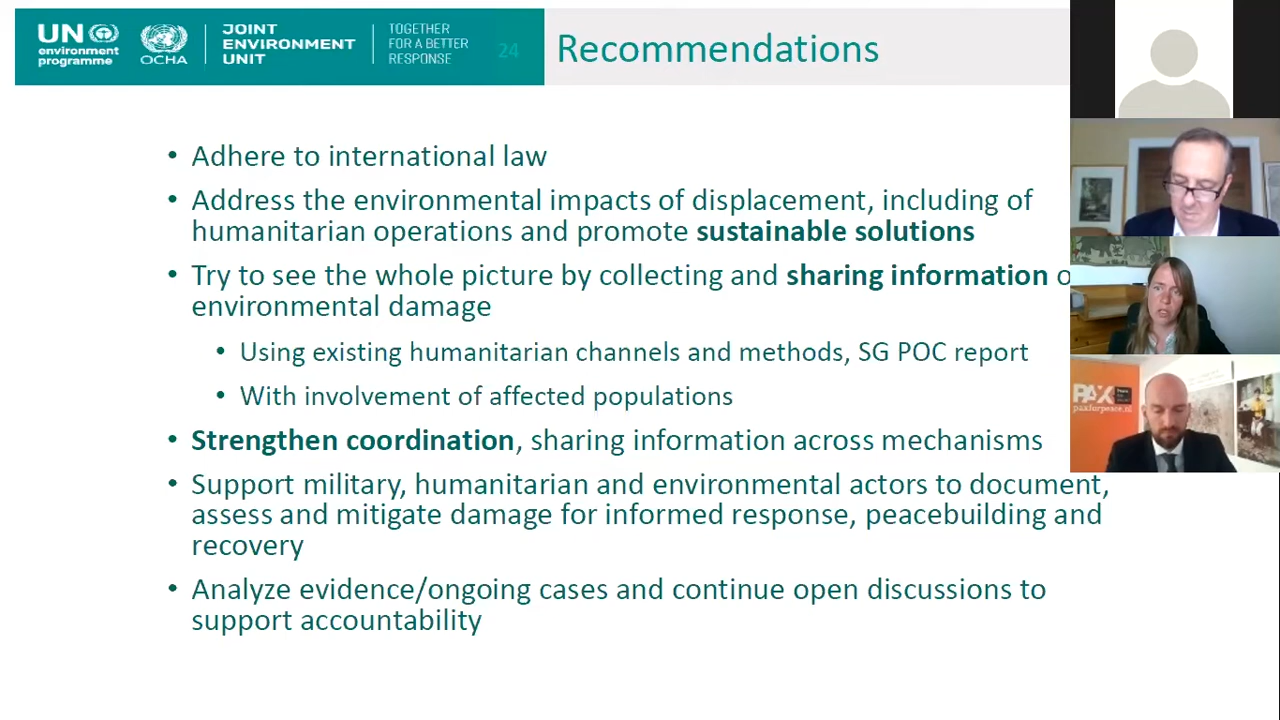 UN
environment
programme
OCHA
JOINT
ENVIRONMENT
UNIT
TOGETHER
FOR A BETTER
RESPONSE
24
Recommendations
• Adhere to international law
• Address the environmental impacts of displacement, including of
humanitarian operations and promote sustainable solutions
• Try to see the whole picture by collecting and sharing information
environmental damage
• Using existing humanitarian channels and methods, SG POC report
• With involvement of affected populations
• Strengthen coordination, sharing information across mechanisms
• Support military, humanitarian and environmental actors to document,
assess and mitigate damage for informed response, peacebuilding and
recovery
• Analyze evidence/ongoing cases and continue open discussions to
support accountability
PAX
paxforpeace.nl